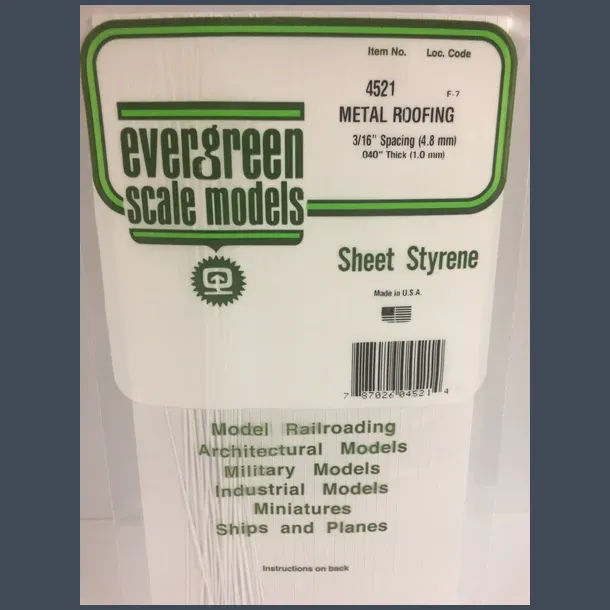 Item No. Loc. Code
4521 F-7
METAL ROOFING
3/16" Spacing (4.8 mm)
.040" Thick (1.0 mm)
evergreen
scale models
Sheet Styrene
Made in U.S.A.
7 87026 04521 4
Model Railroading
Architectural Models
Military Models
Industrial Models
Miniatures
Ships and Planes
Instructions on back